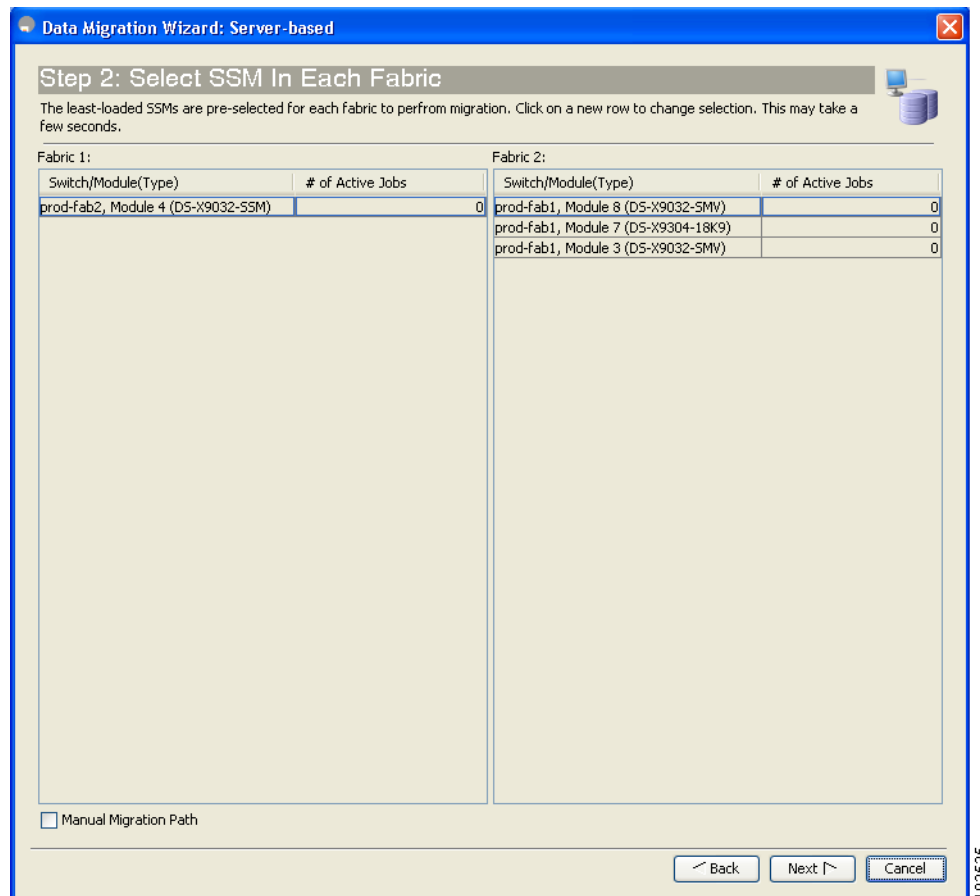 Data Migration Wizard: Server-based
Step 2: Select SSM In Each Fabric
The least-loaded SSMs are pre-selected for each fabric to perfrom migration. Click on a new row to change selection. This may take a
few seconds.
Fabric 1:
Switch/Module(Type) # of Active Jobs
prod-fab2, Module 4 (DS-X9032-SSM) 0
Fabric 2:
Switch/Module(Type) # of Active Jobs
prod-fab1, Module 8 (DS-X9032-SMV) 0
prod-fab1, Module 7 (DS-X9304-18K9) 0
prod-fab1, Module 3 (DS-X9032-SMV) 0
Manual Migration Path
Back Next Cancel